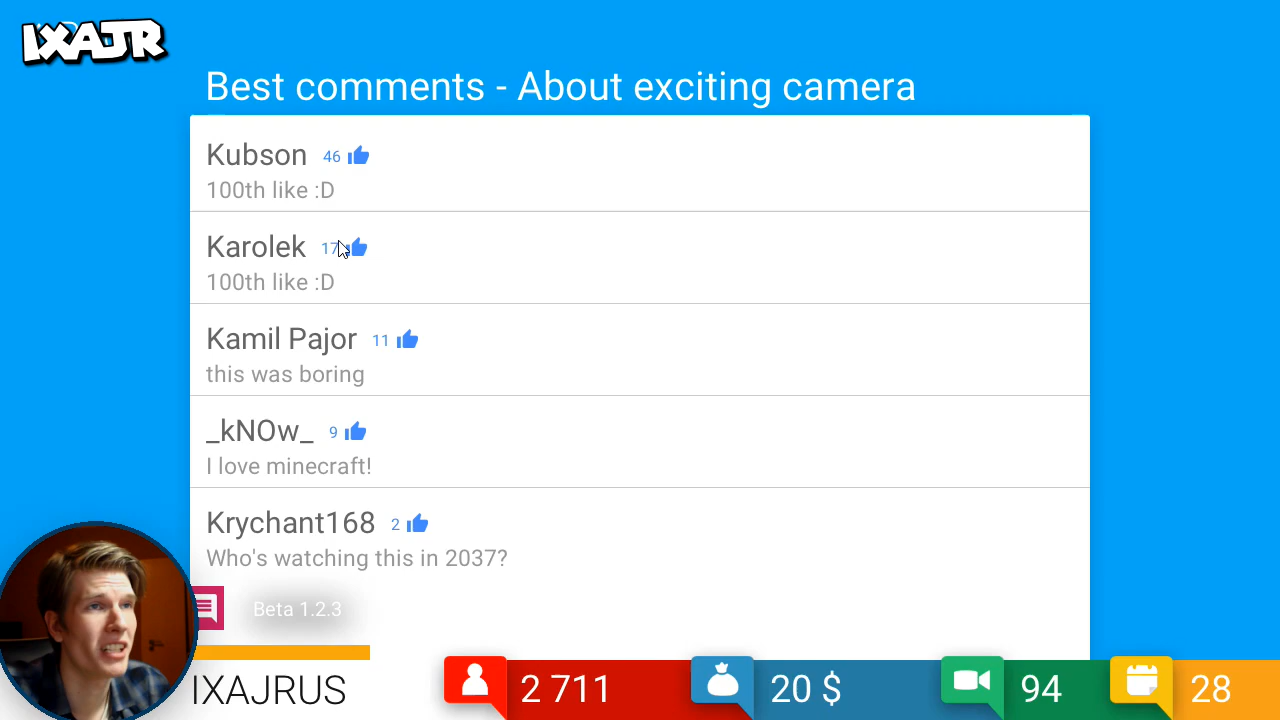 IXAJR
Best comments - About exciting camera
Kubson 46
100th like :D
Karolek 17
100th like :D
Kamil Pajor 11
this was boring
_kNOw_ 9
I love minecraft!
Krychant168 2
Who's watching this in 2037?
Beta 1.2.3
IXAJRUS 2 711 20 $ 94 28